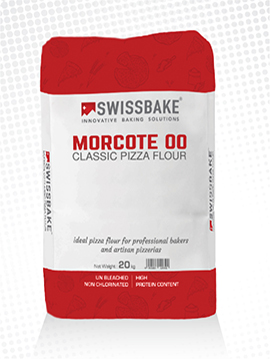 SWISSBAKE®
INNOVATIVE BAKING SOLUTIONS
MORCOTE 00
CLASSIC PIZZA FLOUR
SWISSBAKE
SWISSBAKE
ideal pizza flour for professional bakers
and artisan pizzerias
Net Weight: 20 kg
UN BLEACHED | HIGH
NON CHLORINATED | PROTEIN CONTENT